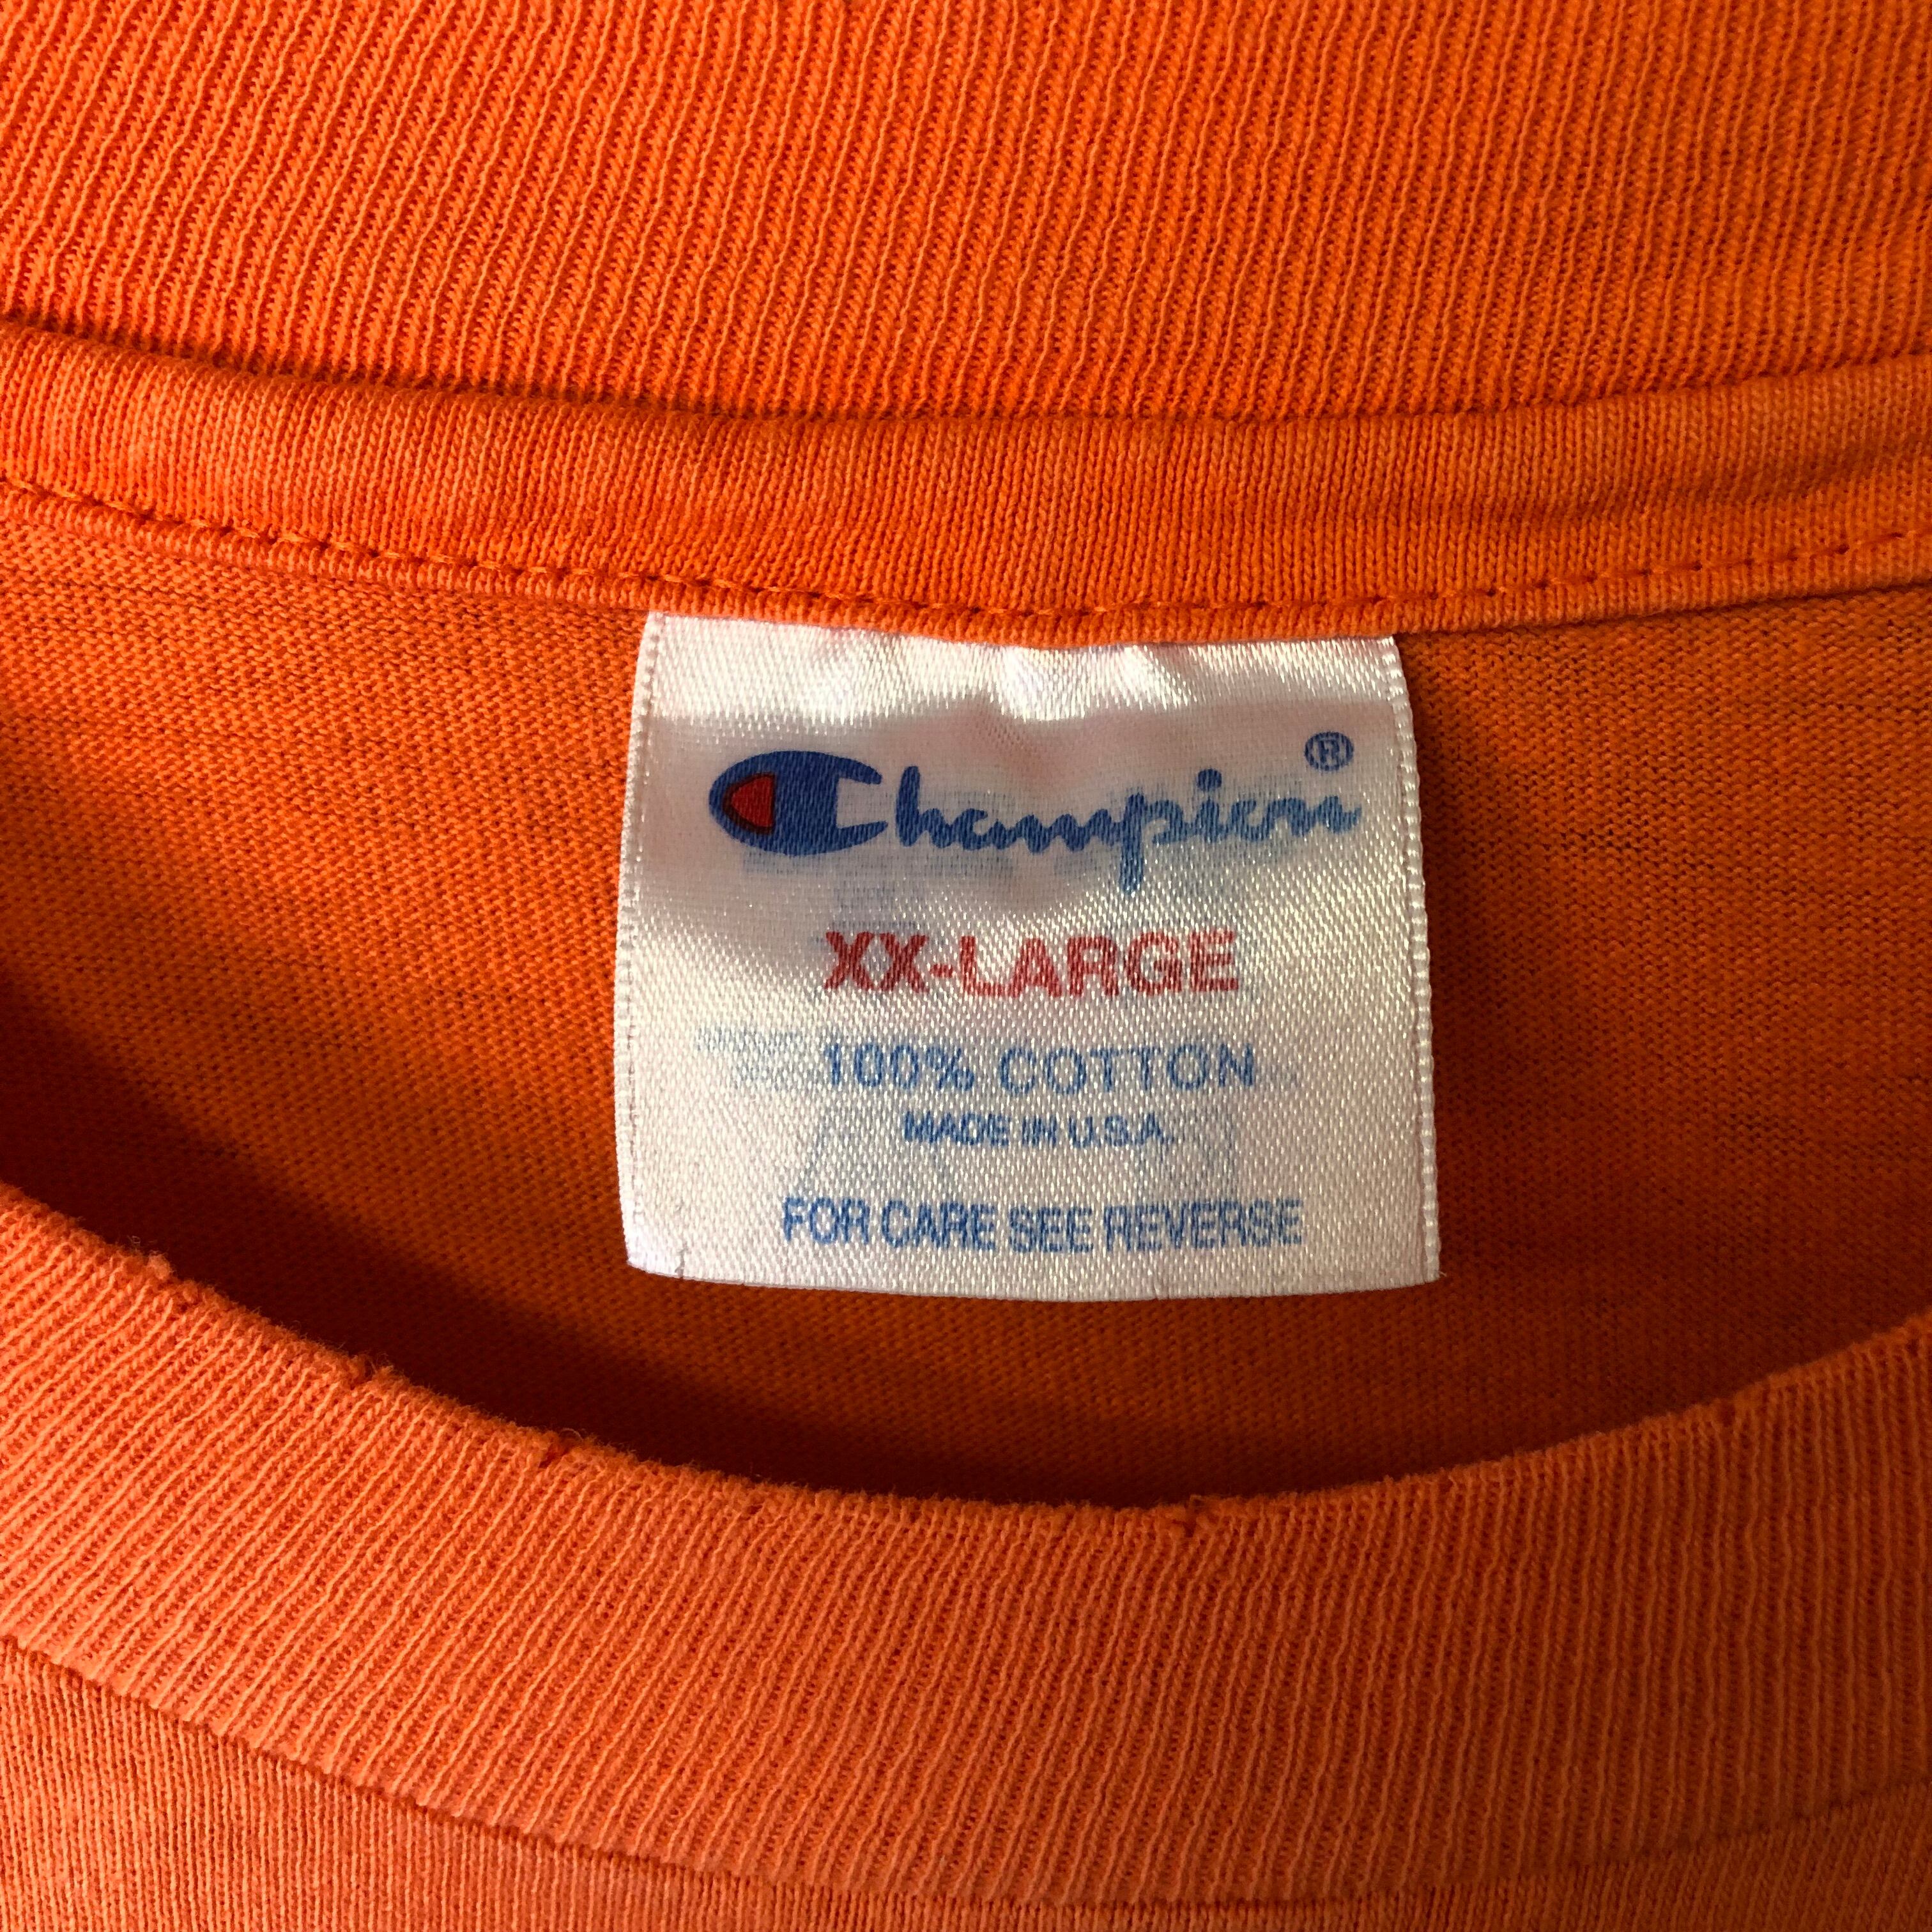 Champion®
XX-LARGE
100% COTTON
MADE IN U.S.A.
FOR CARE SEE REVERSE